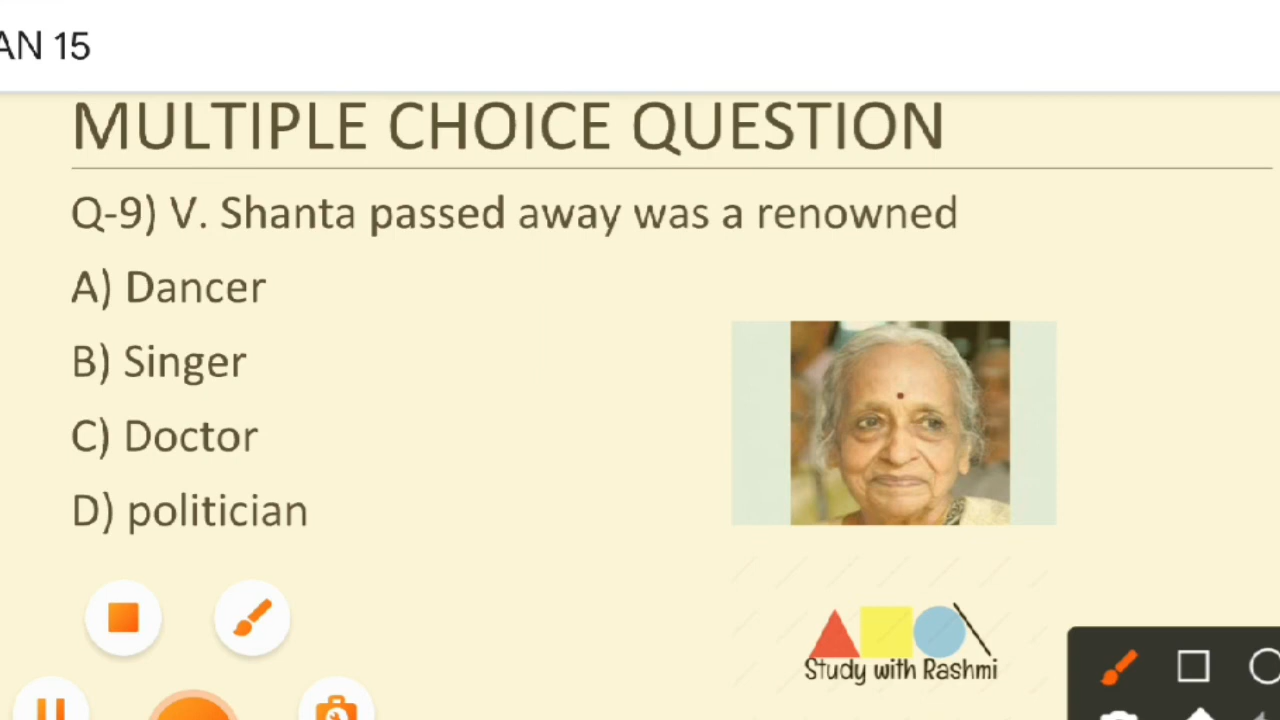 AN 15
MULTIPLE CHOICE QUESTION
Q-9) V. Shanta passed away was a renowned
A) Dancer
B) Singer
C) Doctor
D) politician
Study with Rashmi